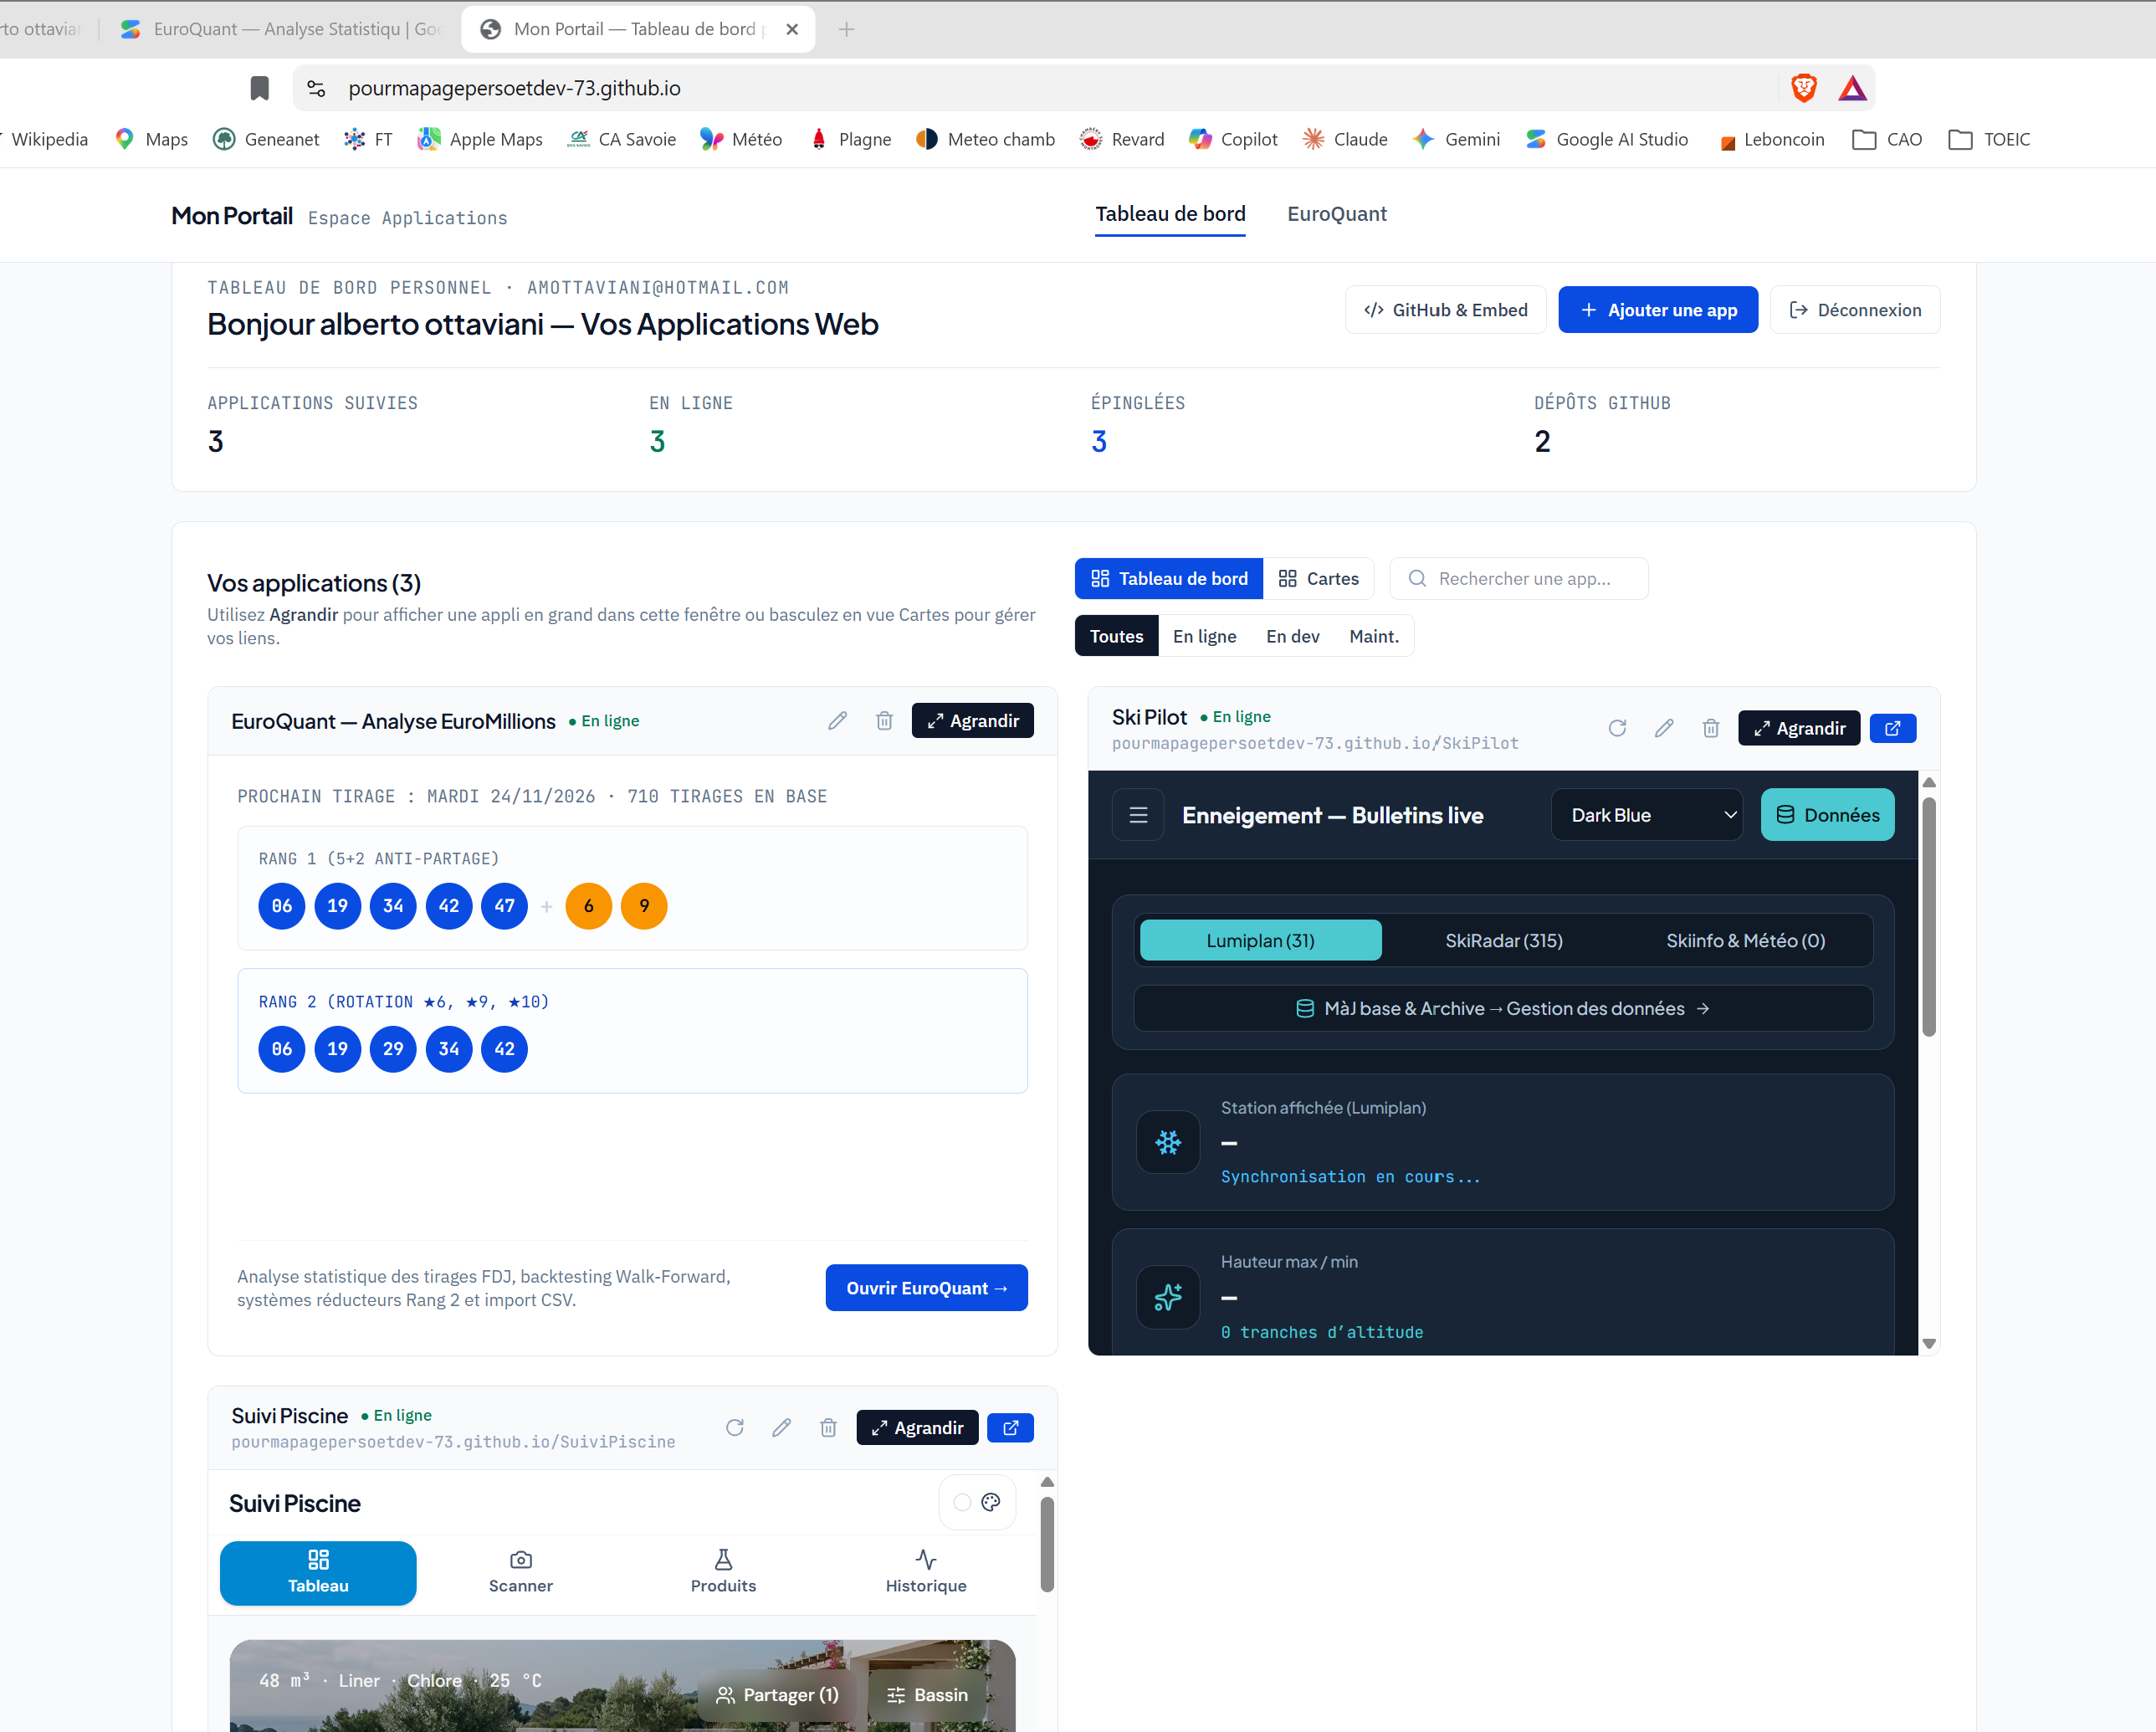 EuroQuant — Analyse Statistiqu | Goo
Mon Portail — Tableau de bord
pourmapagepersoetdev-73.github.io
Wikipedia Maps Geneanet FT Apple Maps CA Savoie Météo Plagne Meteo chamb Revard Copilot Claude Gemini Google AI Studio Leboncoin CAO TOEIC
Mon Portail Espace Applications Tableau de bord EuroQuant
TABLEAU DE BORD PERSONNEL · AMOTTAVIANI@HOTMAIL.COM
Bonjour alberto ottaviani — Vos Applications Web
</> GitHub & Embed + Ajouter une app Déconnexion
APPLICATIONS SUIVIES EN LIGNE ÉPINGLÉES DÉPÔTS GITHUB
3 3 3 2
Vos applications (3)
Utilisez Agrandir pour afficher une appli en grand dans cette fenêtre ou basculez en vue Cartes pour gérer
vos liens.
Tableau de bord Cartes Rechercher une app...
Toutes En ligne En dev Maint.
EuroQuant — Analyse EuroMillions ● En ligne Agrandir
PROCHAIN TIRAGE : MARDI 24/11/2026 · 710 TIRAGES EN BASE
RANG 1 (5+2 ANTI-PARTAGE)
06 19 34 42 47 + 6 9
RANG 2 (ROTATION ★6, ★9, ★10)
06 19 29 34 42
Analyse statistique des tirages FDJ, backtesting Walk-Forward,
systèmes réducteurs Rang 2 et import CSV.
Ouvrir EuroQuant →
Ski Pilot ● En ligne
pourmapagepersoetdev-73.github.io/SkiPilot
Agrandir
Enneigement — Bulletins live Dark Blue Données
Lumiplan (31) SkiRadar (315) Skiinfo & Météo (0)
MàJ base & Archive → Gestion des données →
Station affichée (Lumiplan)
—
Synchronisation en cours...
Hauteur max / min
—
0 tranches d’altitude
Suivi Piscine ● En ligne
pourmapagepersoetdev-73.github.io/SuiviPiscine
Agrandir
Suivi Piscine
Tableau Scanner Produits Historique
48 m³ · Liner · Chlore · 25 °C
Partager (1) Bassin